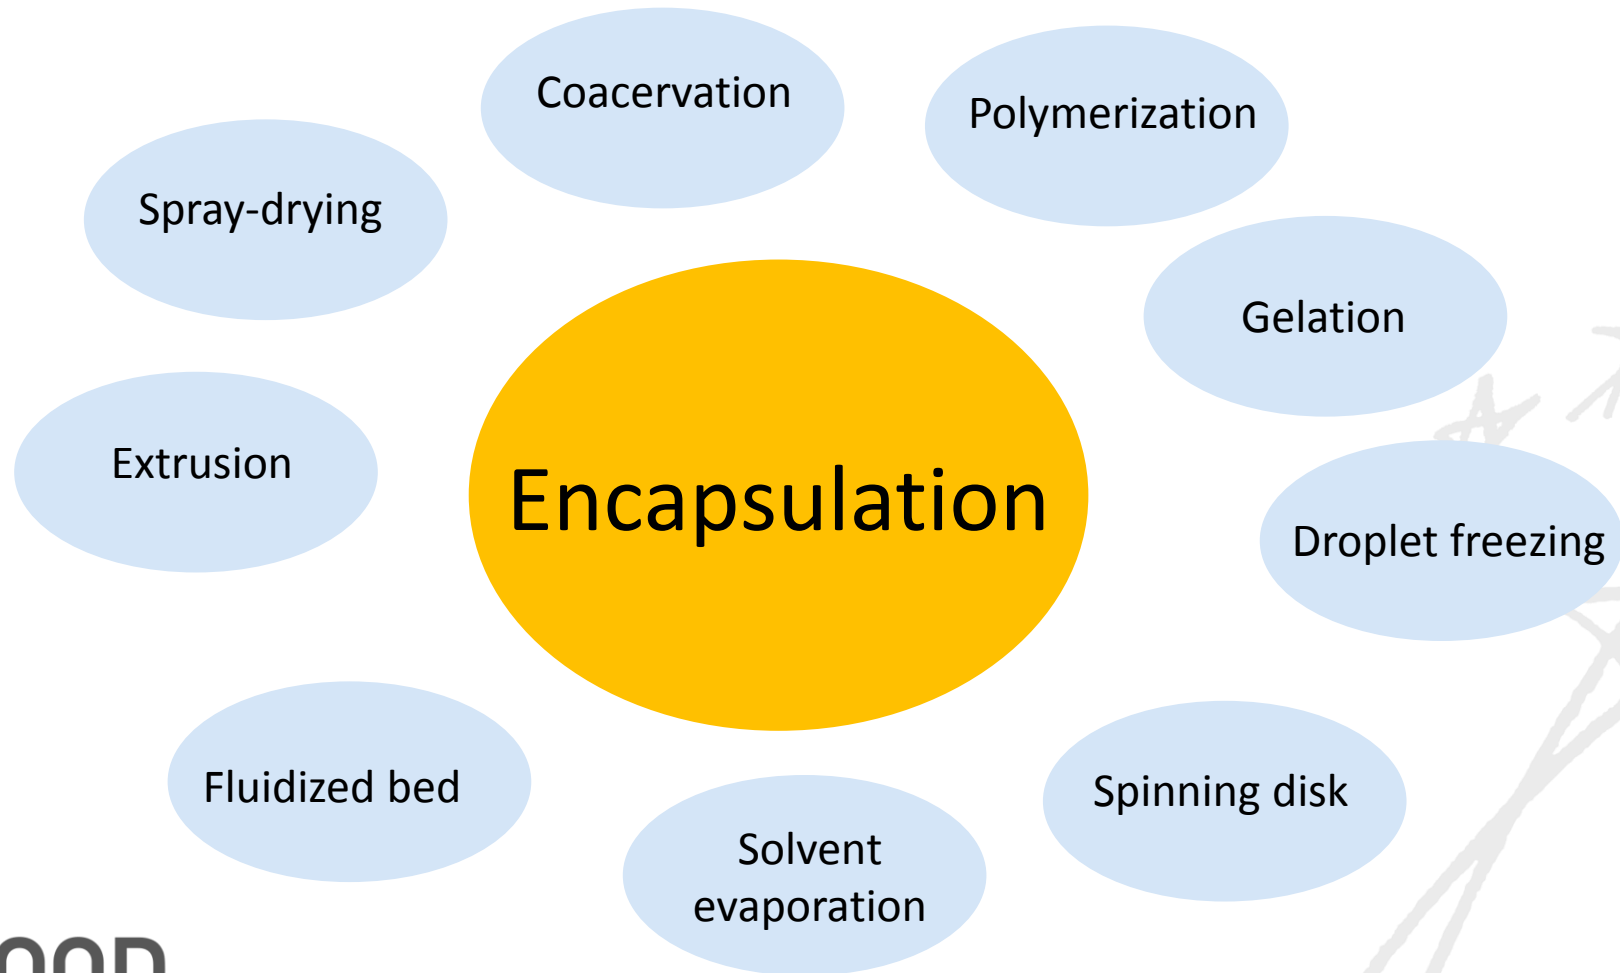 Coacervation
Polymerization
Spray-drying
Gelation
Extrusion
Encapsulation
Droplet freezing
Fluidized bed
Spinning disk
Solvent
evaporation